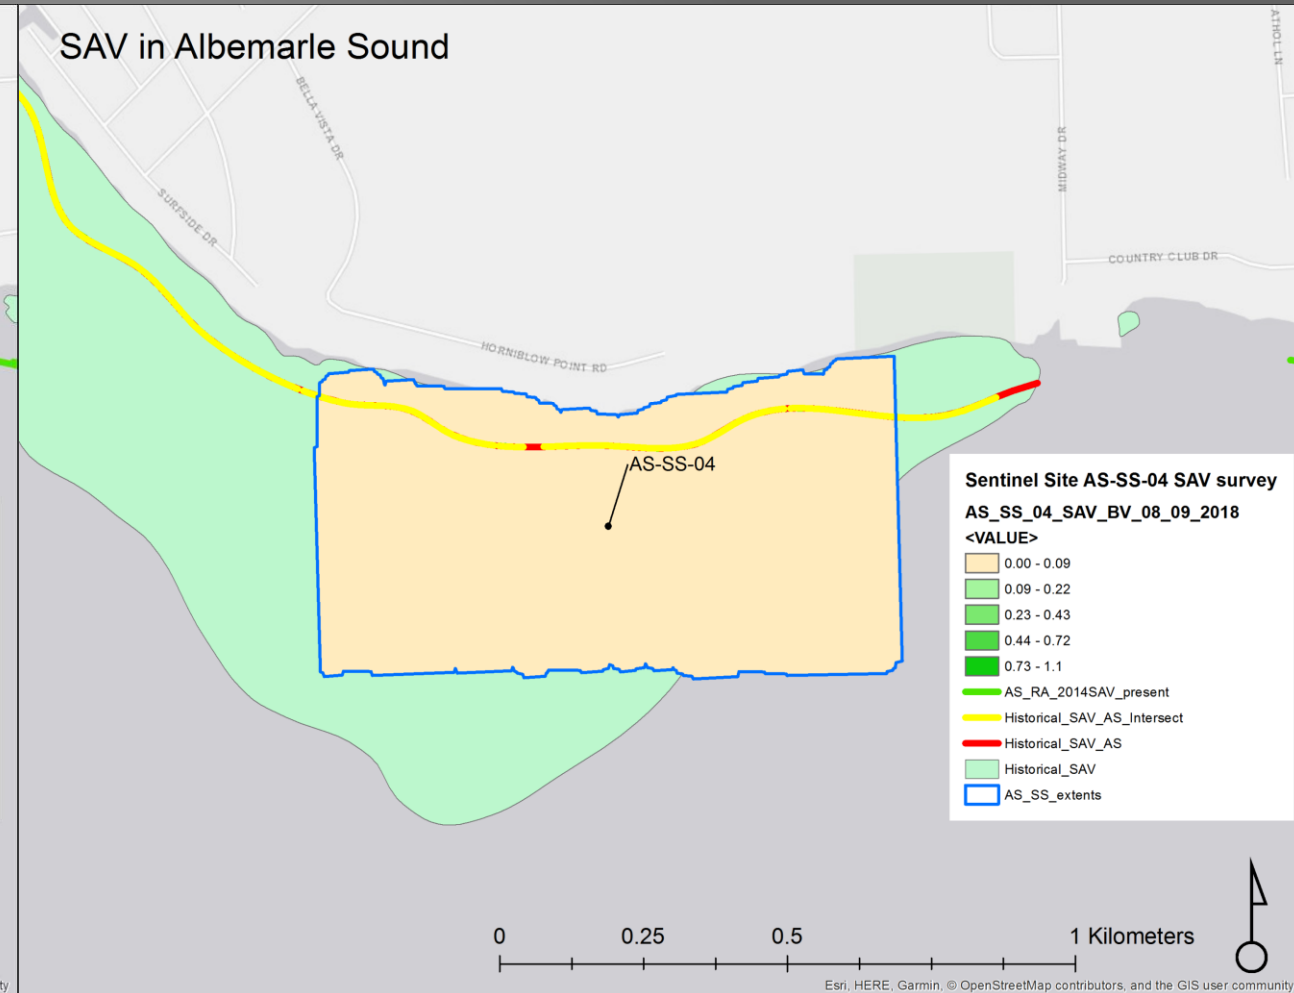 SAV in Albemarle Sound
ATHOL LN
BELLA VISTA DR
MIDWAY DR
SURFSIDE DR
COUNTRY CLUB DR
HORNIBLOW POINT RD
AS-SS-04
Sentinel Site AS-SS-04 SAV survey
AS_SS_04_SAV_BV_08_09_2018
<VALUE>
0.00 - 0.09
0.09 - 0.22
0.23 - 0.43
0.44 - 0.72
0.73 - 1.1
AS_RA_2014SAV_present
Historical_SAV_AS_Intersect
Historical_SAV_AS
Historical_SAV
AS_SS_extents
0 0.25 0.5 1 Kilometers
ty
Esri, HERE, Garmin, © OpenStreetMap contributors, and the GIS user community